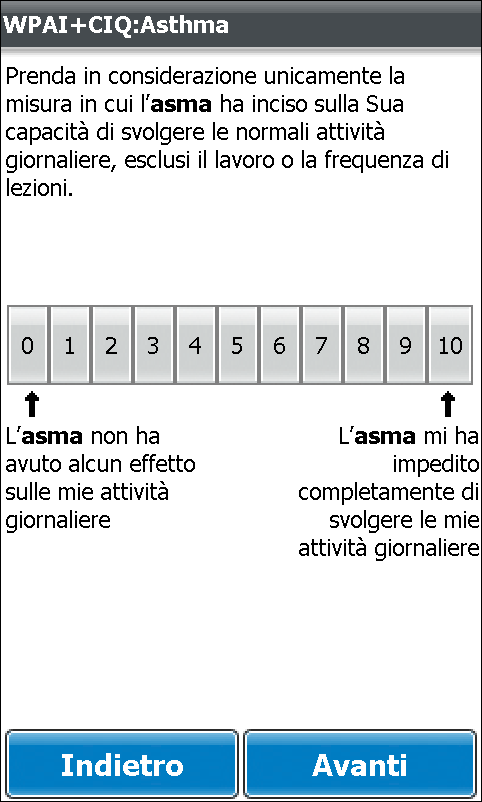 WPAI+CIQ:Asthma
Prenda in considerazione unicamente la
misura in cui l'asma ha inciso sulla Sua
capacità di svolgere le normali attività
giornaliere, esclusi il lavoro o la frequenza di
lezioni.
0 1 2 3 4 5 6 7 8 9 10
L'asma non ha
avuto alcun effetto
sulle mie attività
giornaliere
L'asma mi ha
impedito
completamente di
svolgere le mie
attività giornaliere
Indietro
Avanti